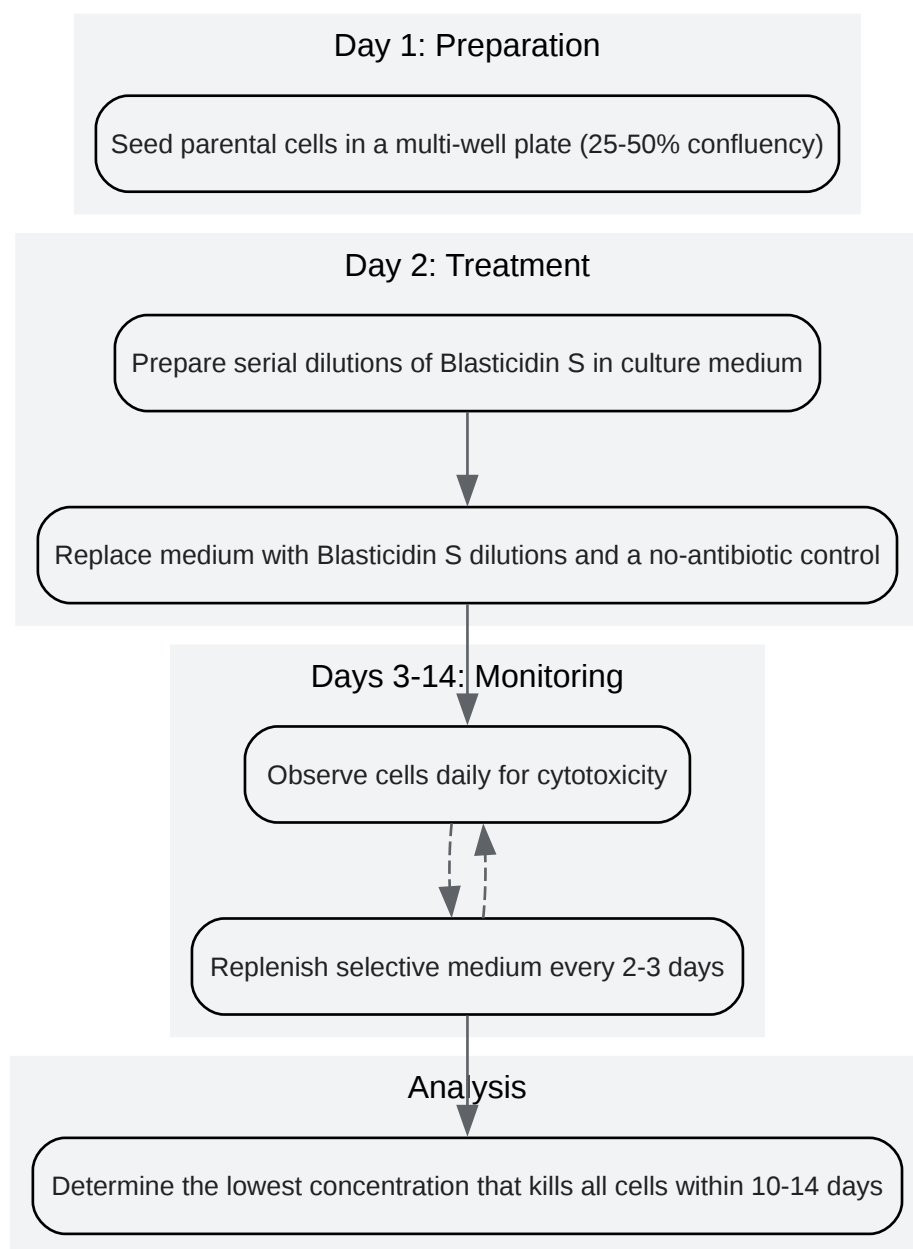 Day 1: Preparation
Seed parental cells in a multi-well plate (25-50% confluency)
Day 2: Treatment
Prepare serial dilutions of Blasticidin S in culture medium
Replace medium with Blasticidin S dilutions and a no-antibiotic control
Days 3-14: Monitoring
Observe cells daily for cytotoxicity
Replenish selective medium every 2-3 days
Analysis
Determine the lowest concentration that kills all cells within 10-14 days